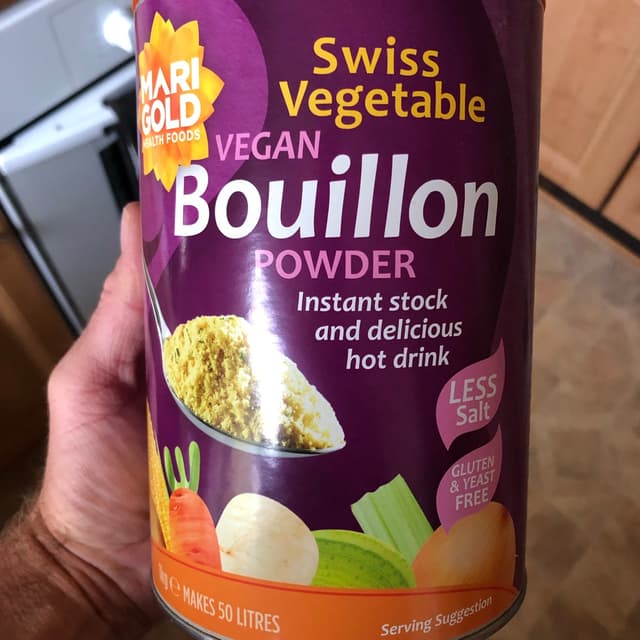 MARI
GOLD
HEALTH FOODS
Swiss
Vegetable
VEGAN
Bouillon
POWDER
Instant stock
and delicious
hot drink
LESS
Salt
GLUTEN
& YEAST
FREE
1kg ℮ MAKES 50 LITRES
Serving Suggestion